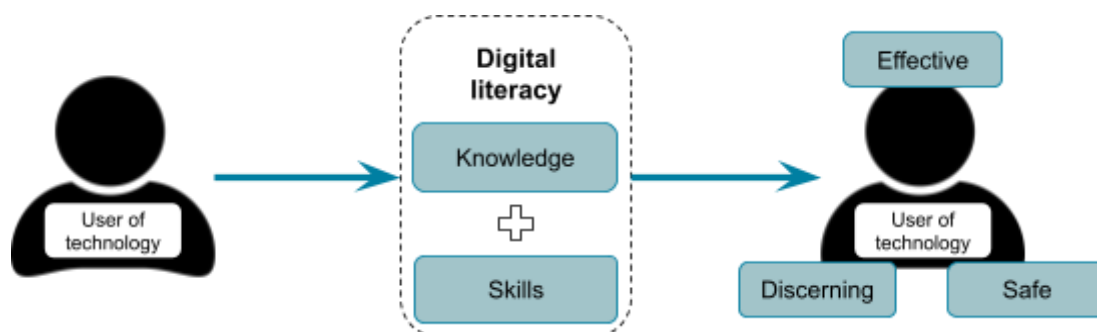 User of
technology
Digital
literacy
Knowledge
Skills
Effective
User of
technology
Discerning
Safe